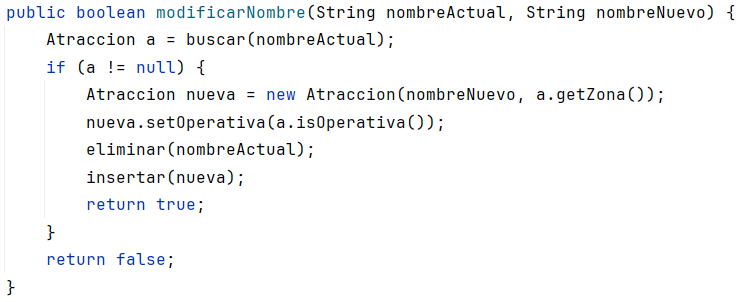 public boolean modificarNombre(String nombreActual, String nombreNuevo) {
    Atraccion a = buscar(nombreActual);
    if (a != null) {
        Atraccion nueva = new Atraccion(nombreNuevo, a.getZona());
        nueva.setOperativa(a.isOperativa());
        eliminar(nombreActual);
        insertar(nueva);
        return true;
    }
    return false;
}